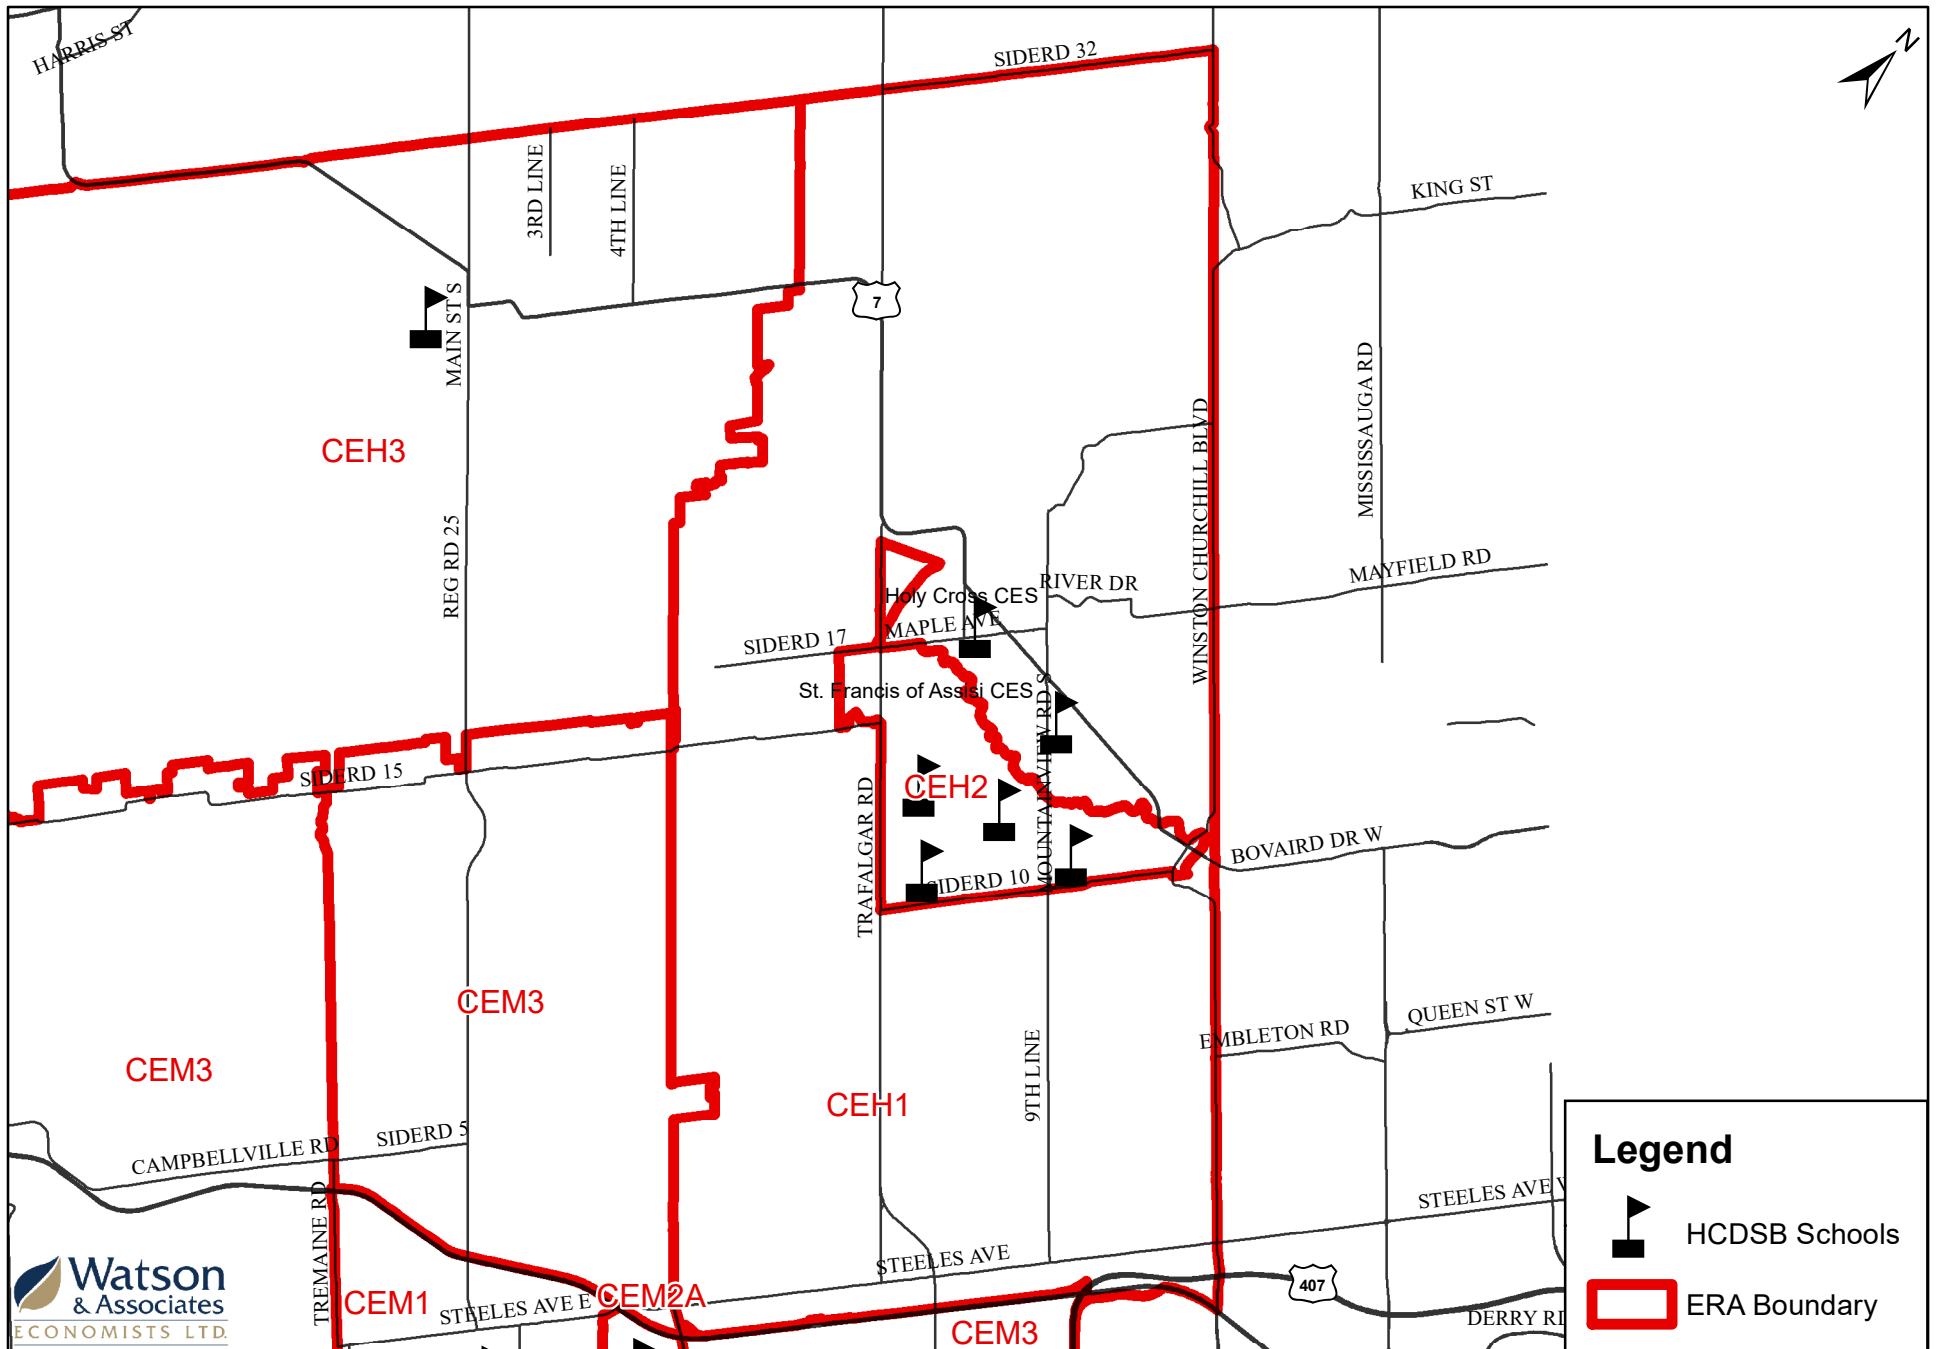 HARRIS ST
SIDERD 32
N
3RD LINE
4TH LINE
KING ST
MAIN ST S
7
CEH3
MISSISSAUGA RD
WINSTON CHURCHILL BLVD
REG RD 25
MAYFIELD RD
RIVER DR
Holy Cross CES
MAPLE AVE
SIDERD 17
St. Francis of Assisi CES
MOUNTAINVIEW RD S
SIDERD 15
CEH2
TRAFALGAR RD
BOVAIRD DR W
SIDERD 10
CEM3
QUEEN ST W
EMBLETON RD
CEM3
CEH1
9TH LINE
SIDERD 5
CAMPBELLVILLE RD
TREMAINE RD
STEELES AVE W
STEELES AVE
CEM1
STEELES AVE E
CEM2A
407
CEM3
DERRY RD
Legend
HCDSB Schools
ERA Boundary
Watson
& Associates
ECONOMISTS LTD.